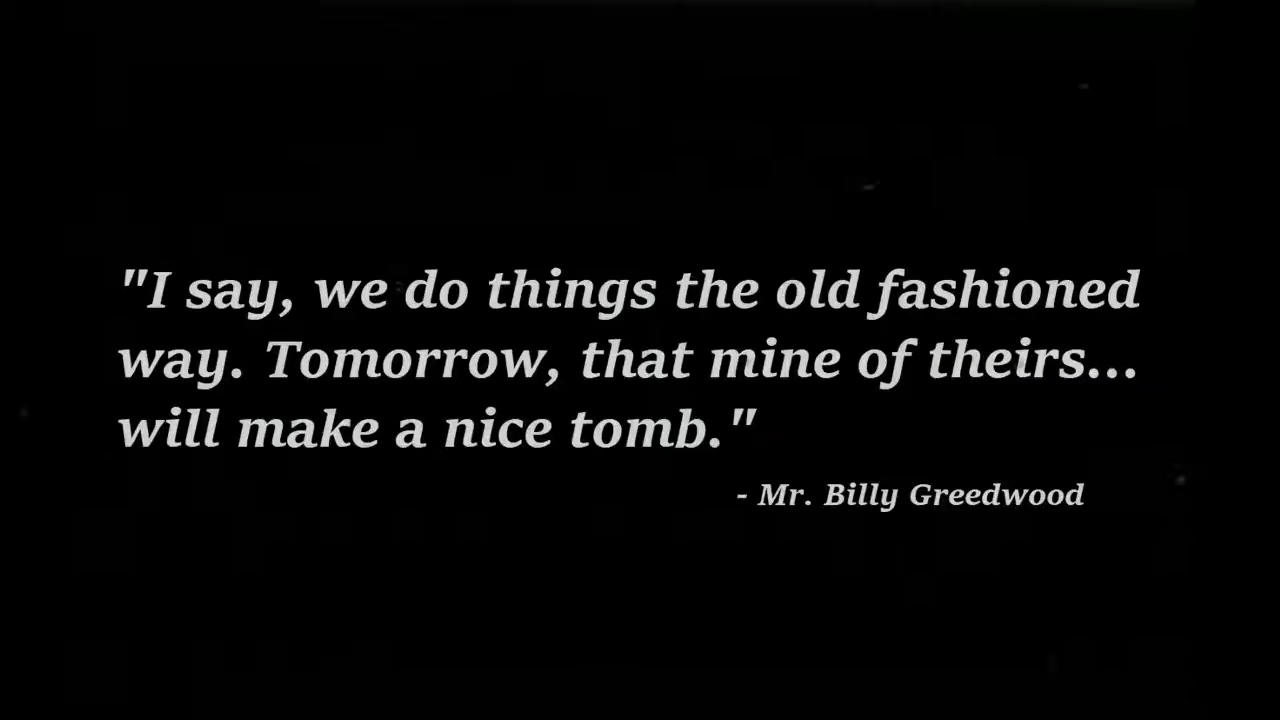 "I say, we do things the old fashioned
way. Tomorrow, that mine of theirs...
will make a nice tomb."
- Mr. Billy Greedwood